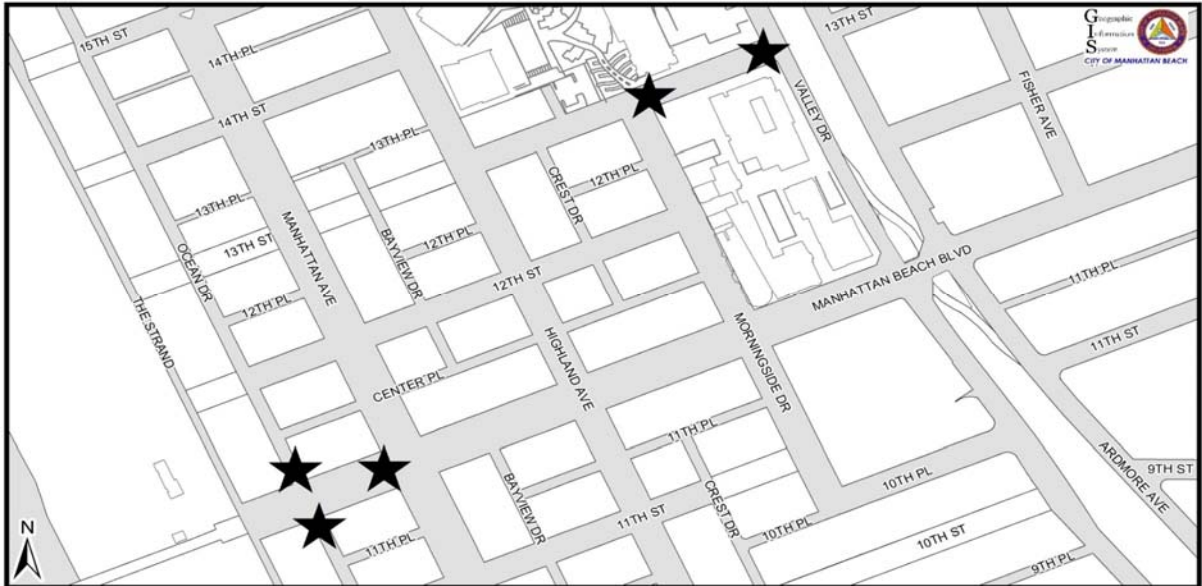 15TH ST
14TH PL
14TH ST
13TH PL
13TH PL
13TH ST
12TH PL
OCEAN DR
THE STRAND
MANHATTAN AVE
BAYVIEW DR
12TH PL
12TH ST
CREST DR
12TH PL
CENTER PL
HIGHLAND AVE
MORNINGSIDE DR
MANHATTAN BEACH BLVD
VALLEY DR
13TH ST
FISHER AVE
Geographic
Information
System
CITY OF MANHATTAN BEACH
11TH PL
11TH ST
ARDMORE AVE
9TH ST
11TH PL
10TH PL
CREST DR
10TH PL
10TH ST
9TH PL
11TH ST
BAYVIEW DR
11TH PL
N